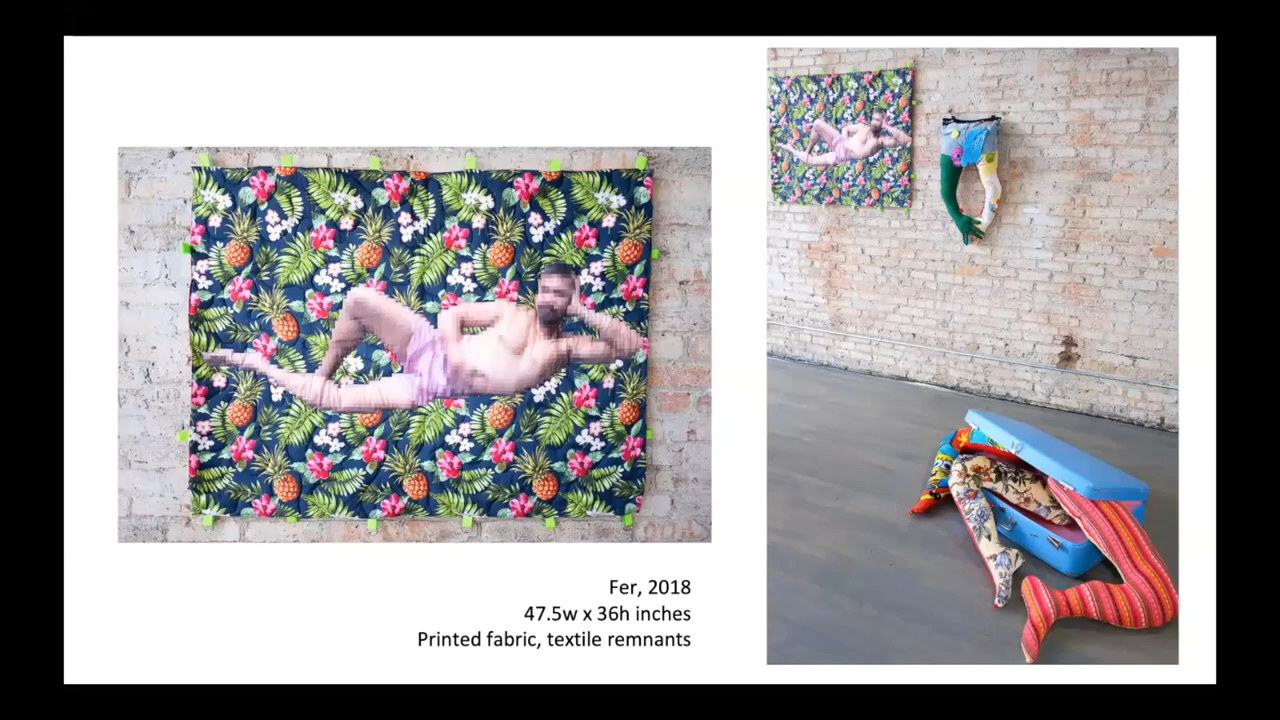 Fer, 2018
47.5w x 36h inches
Printed fabric, textile remnants